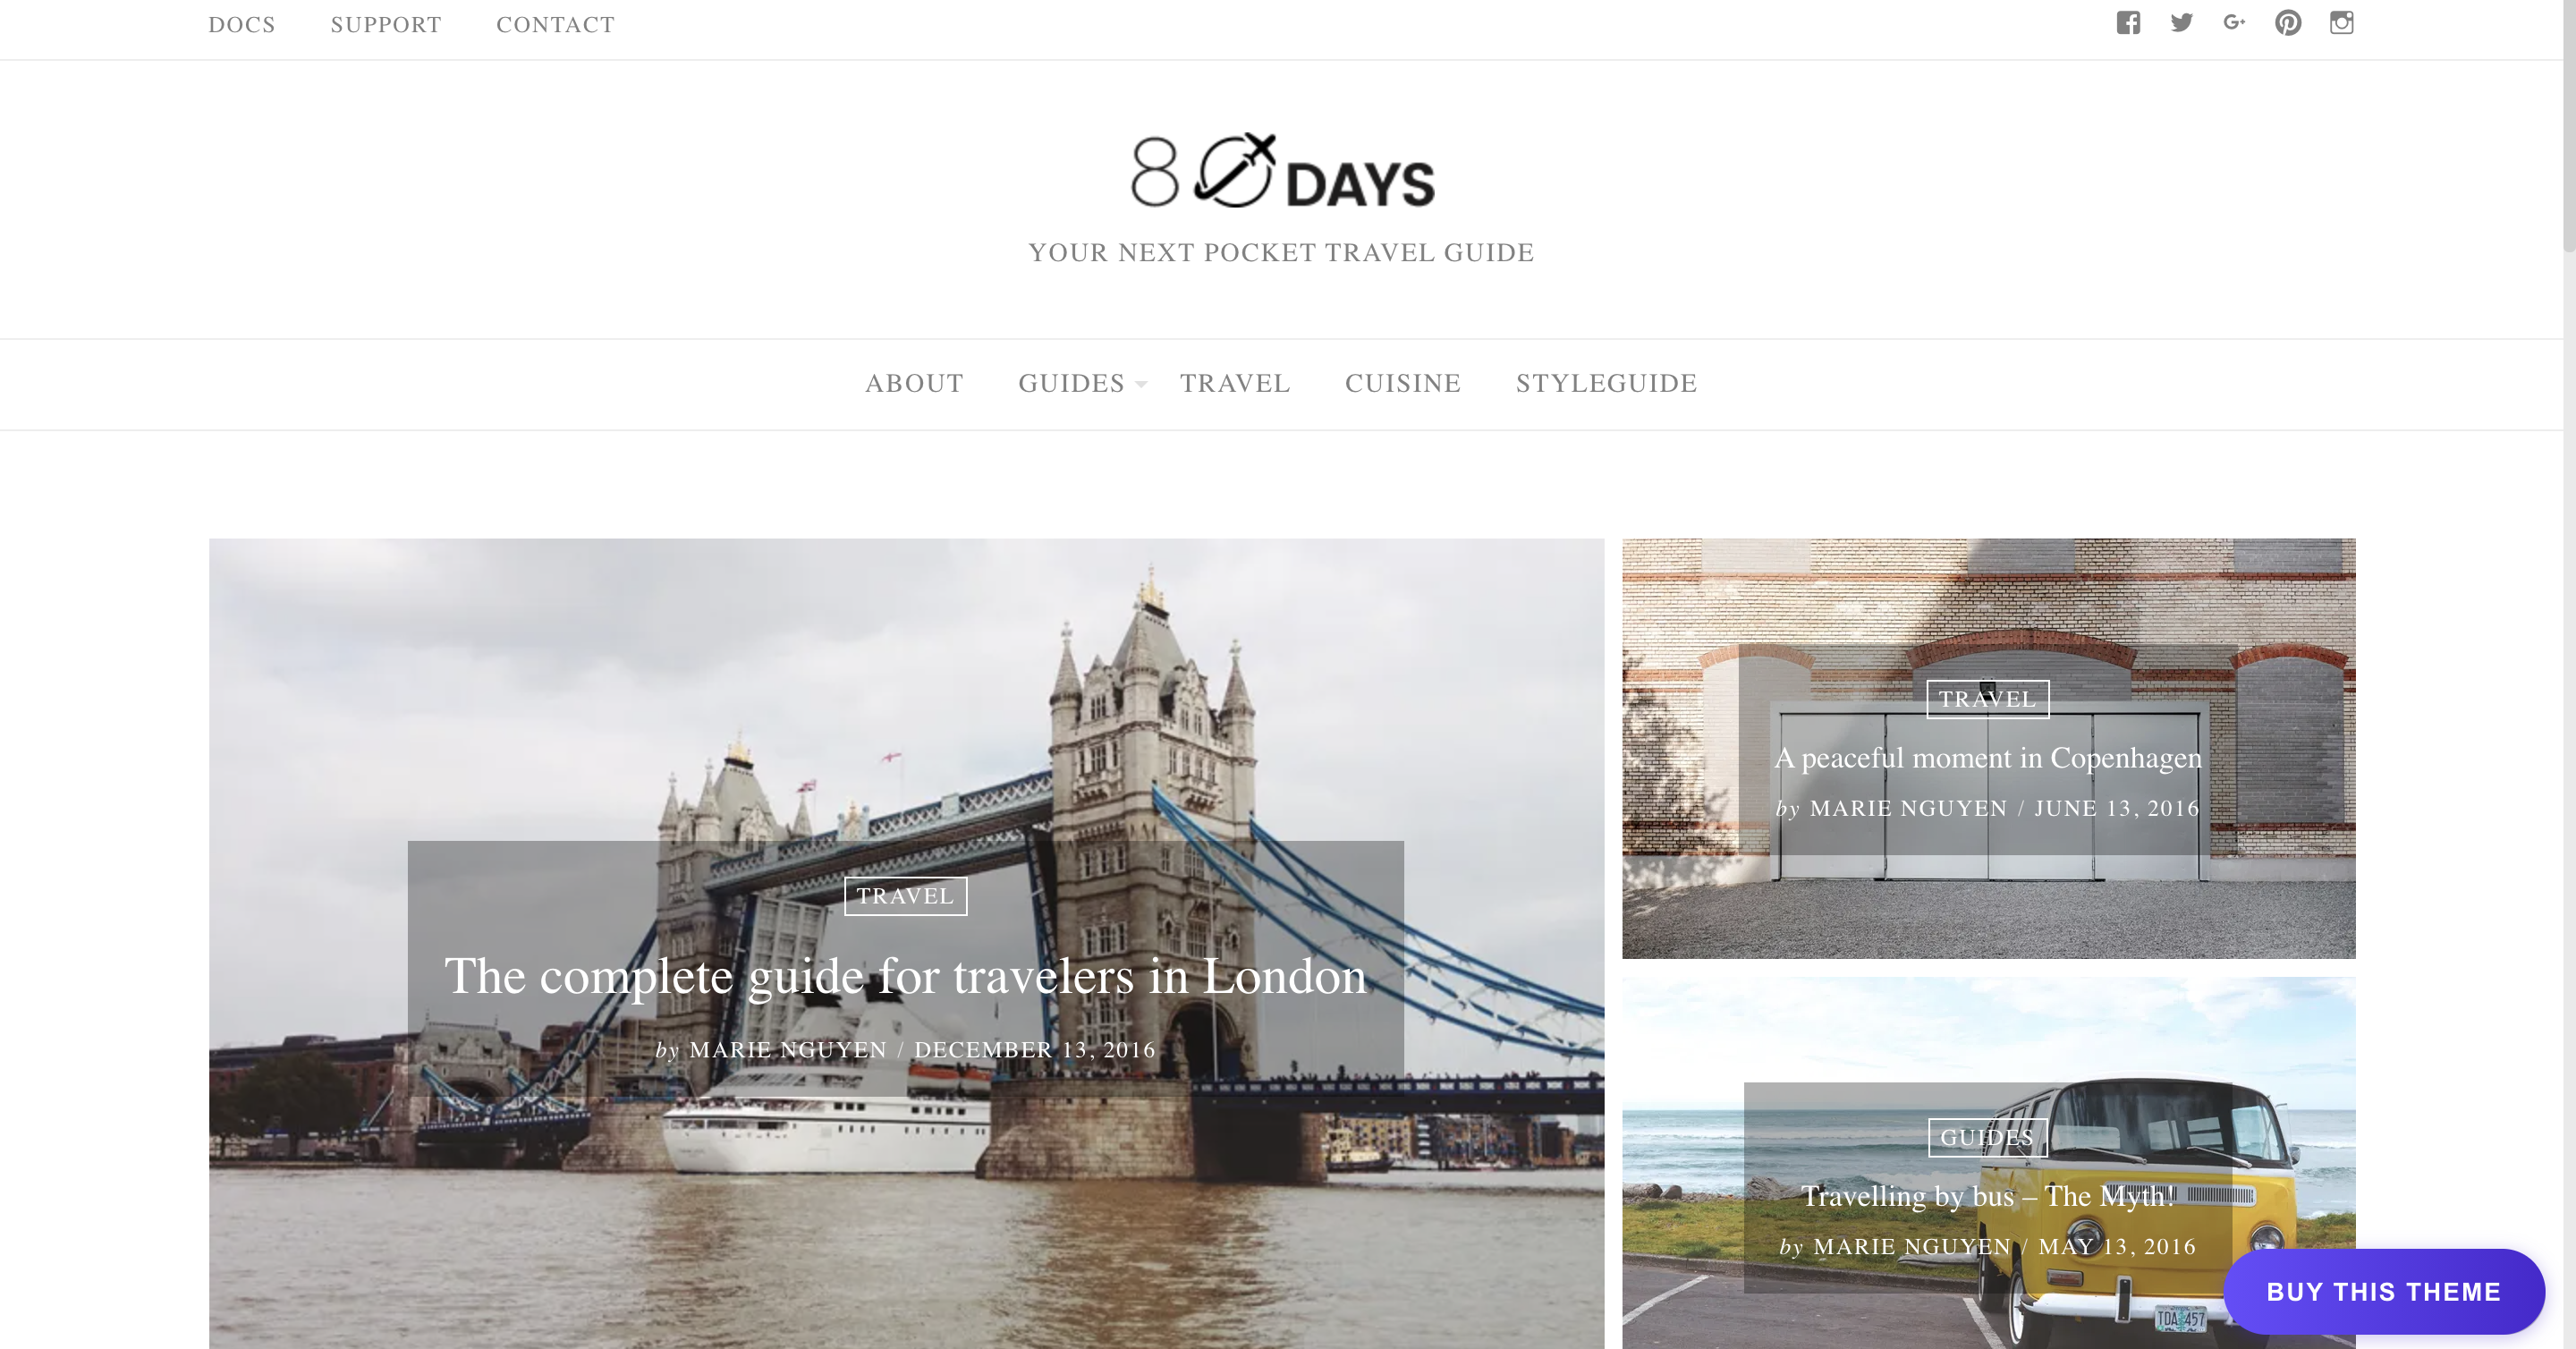 DOCS SUPPORT CONTACT
80 DAYS
YOUR NEXT POCKET TRAVEL GUIDE
ABOUT GUIDES TRAVEL CUISINE STYLEGUIDE
TRAVEL
The complete guide for travelers in London
by MARIE NGUYEN / DECEMBER 13, 2016
TRAVEL
A peaceful moment in Copenhagen
by MARIE NGUYEN / JUNE 13, 2016
GUIDES
Travelling by bus – The Myth!
by MARIE NGUYEN / MAY 13, 2016
TDA 457
BUY THIS THEME